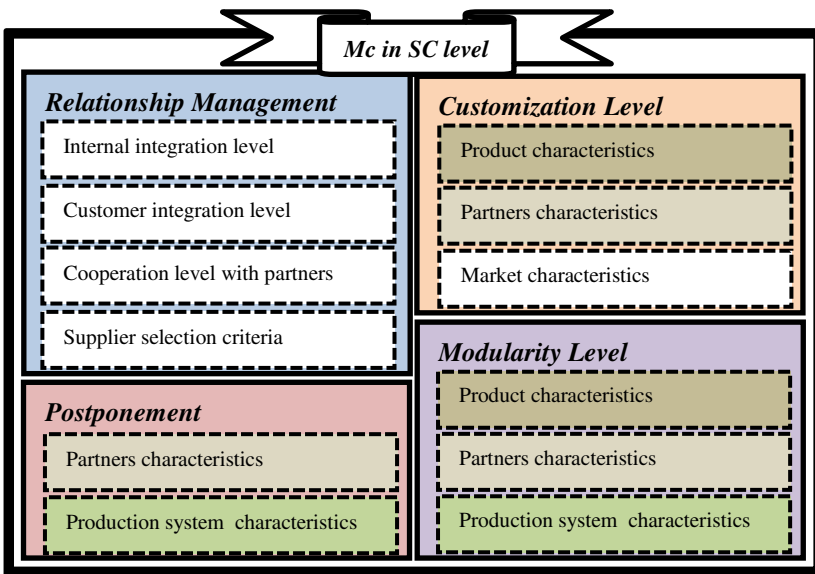 Mc in SC level
Relationship Management
Internal integration level
Customer integration level
Cooperation level with partners
Supplier selection criteria
Postponement
Partners characteristics
Production system characteristics
Customization Level
Product characteristics
Partners characteristics
Market characteristics
Modularity Level
Product characteristics
Partners characteristics
Production system characteristics